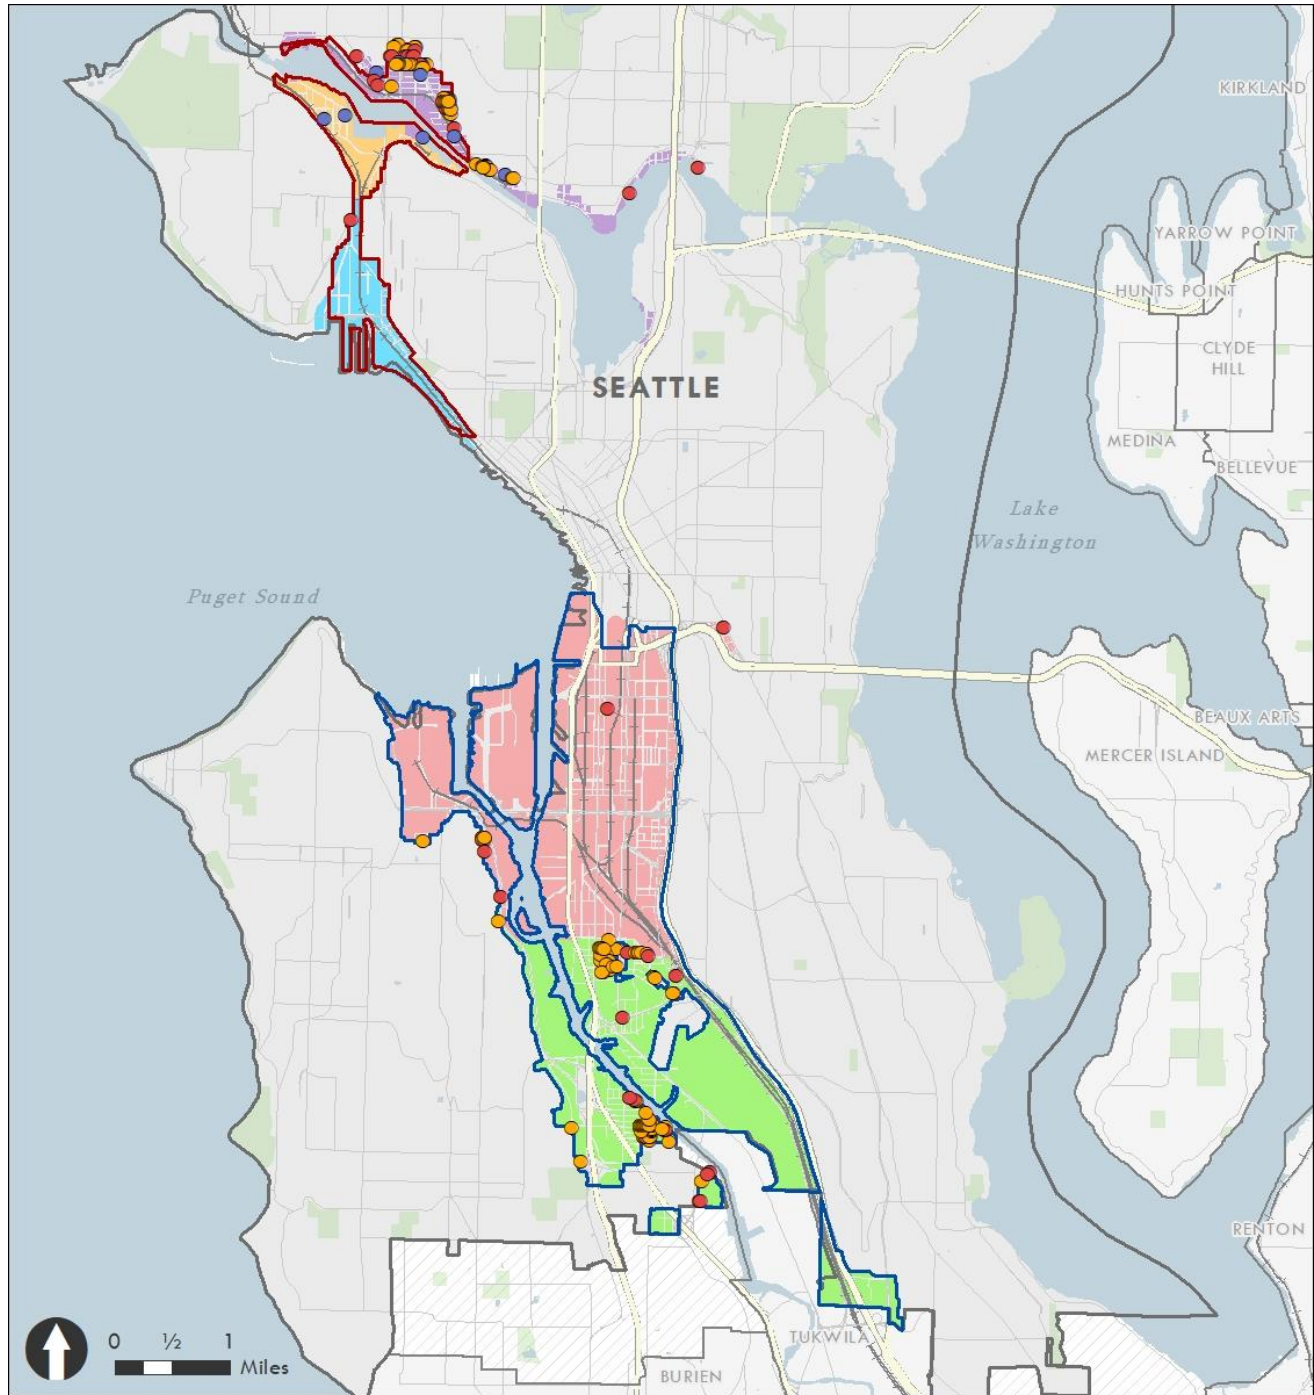 KIRKLAND
YARROW POINT
HUNTS POINT
CLYDE
HILL
SEATTLE
MEDINA
BELLEVUE
Lake
Washington
Puget Sound
BEAUX ARTS
MERCER ISLAND
RENTON
TUKWILA
BURIEN
0 ½ 1
Miles